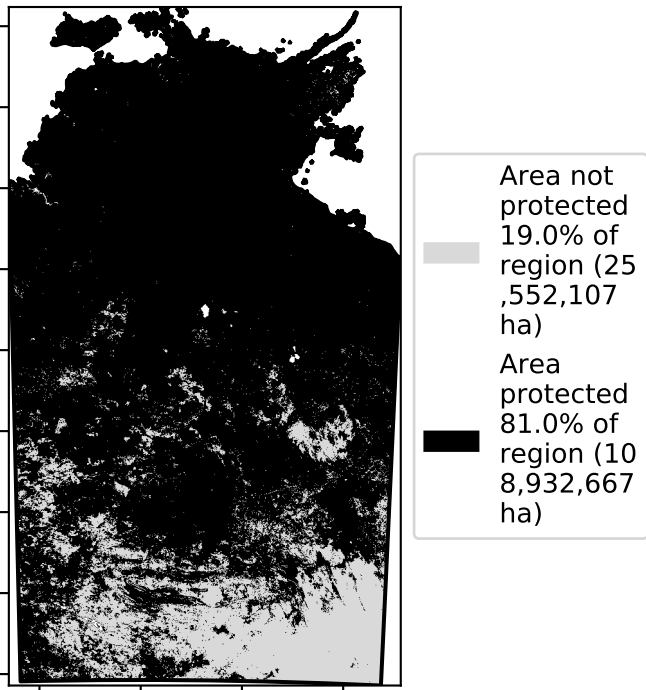 Area not
protected
19.0% of
region (25
,552,107
ha)
Area
protected
81.0% of
region (10
8,932,667
ha)